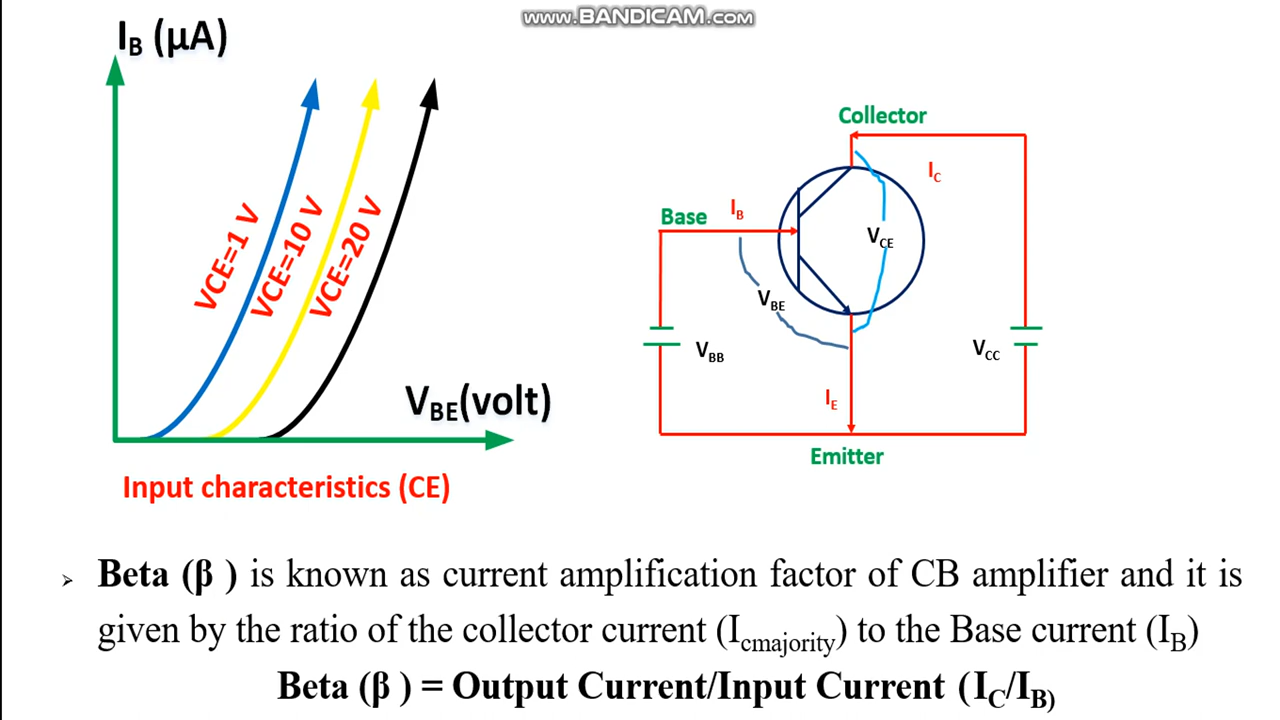 www.BANDICAM.com
I_B (μA)
VCE=1 V
VCE=10 V
VCE=20 V
V_BE(volt)
Input characteristics (CE)
Collector
I_C
Base
I_B
V_CE
V_BE
V_BB
V_CC
I_E
Emitter
➢ Beta (β ) is known as current amplification factor of CB amplifier and it is
given by the ratio of the collector current (I_cmajority) to the Base current (I_B)
Beta (β ) = Output Current/Input Current (I_C/I_B)